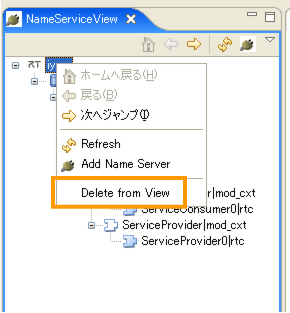 NameServiceView
RT
ホームへ戻る(H)
戻る(B)
次へジャンプ(I)
Refresh
Add Name Server
Delete from View
r|mod_cxt
ServiceConsumer0|rtc
ServiceProvider|mod_cxt
ServiceProvider0|rtc